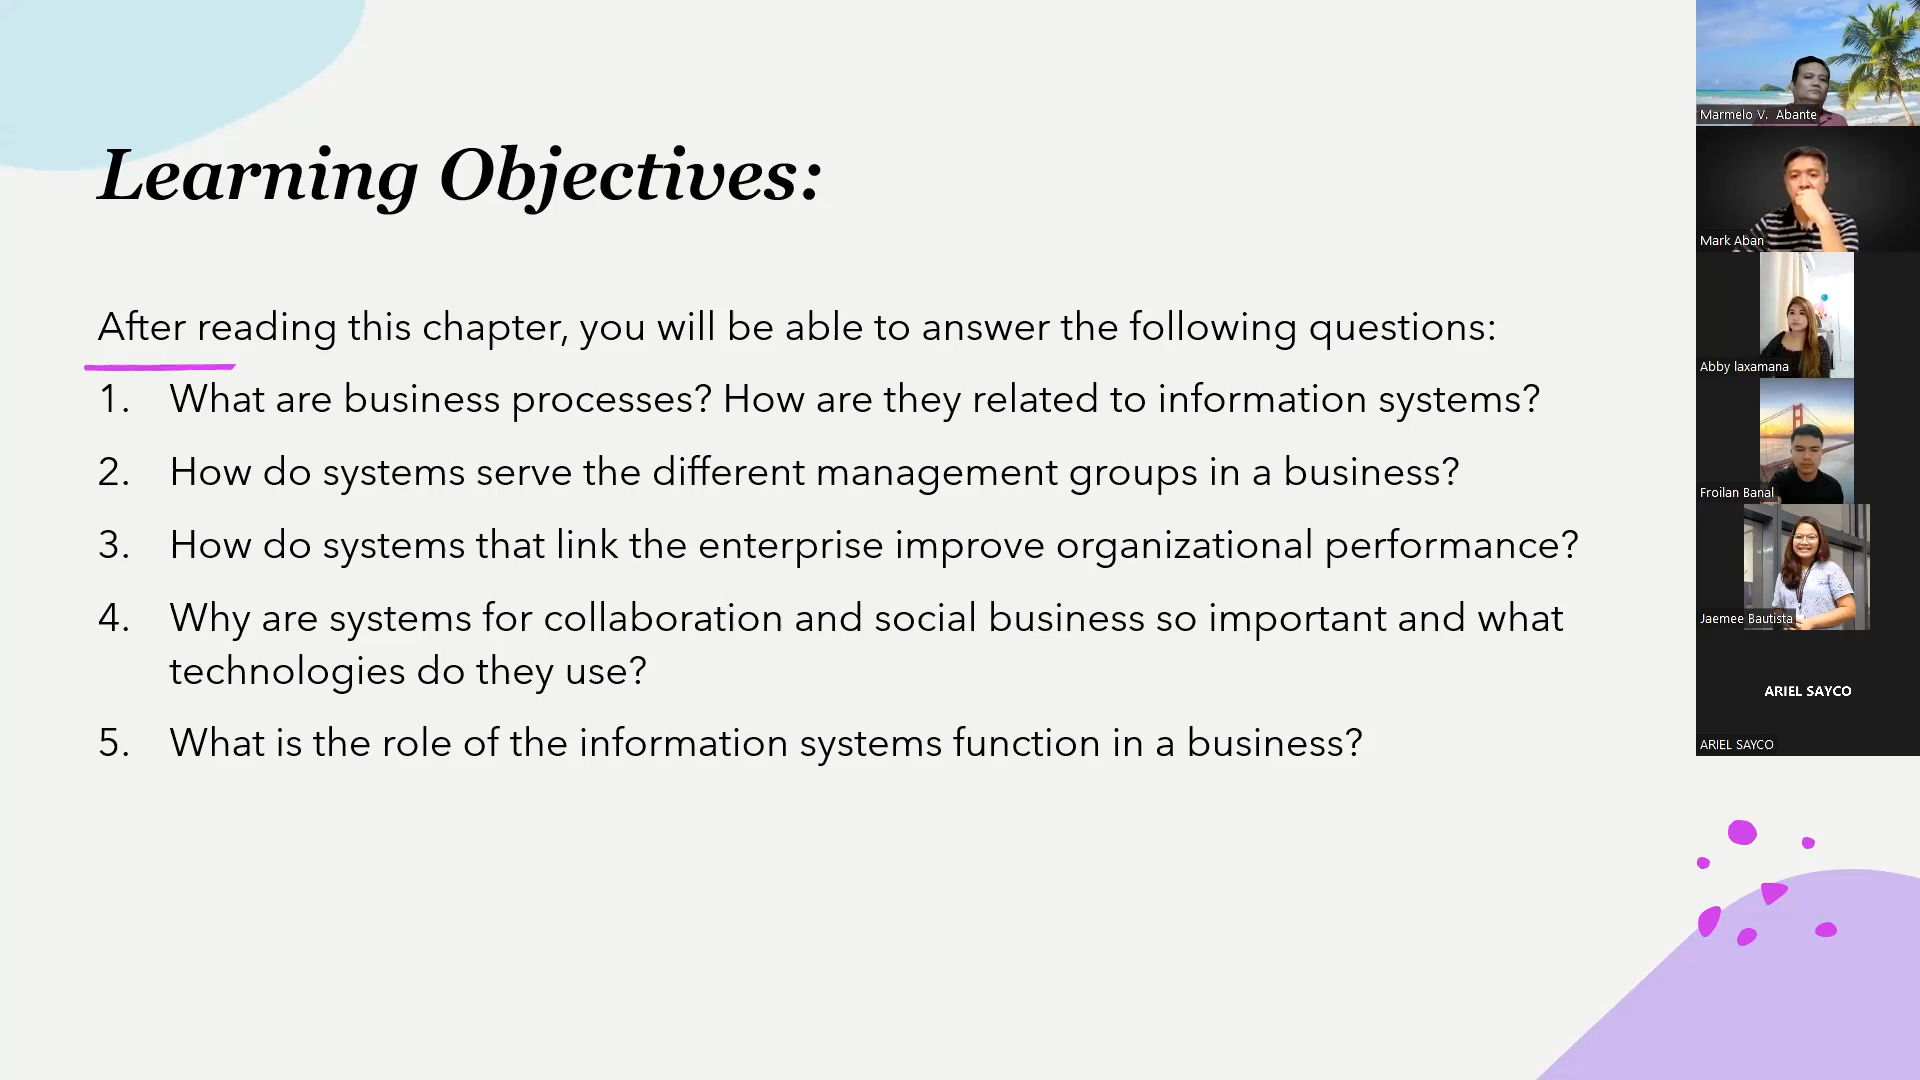 Learning Objectives:
After reading this chapter, you will be able to answer the following questions:
1. What are business processes? How are they related to information systems?
2. How do systems serve the different management groups in a business?
3. How do systems that link the enterprise improve organizational performance?
4. Why are systems for collaboration and social business so important and what
technologies do they use?
5. What is the role of the information systems function in a business?
Marmelo V. Abante
Mark Aban
Abby laxamana
Froilan Banal
Jaemee Bautista
ARIEL SAYCO
ARIEL SAYCO